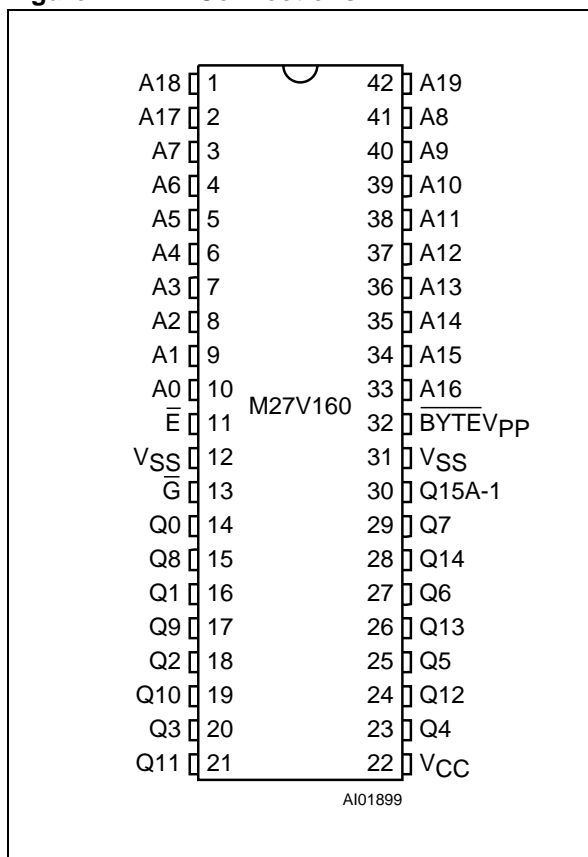 A18 1 42 A19
A17 2 41 A8
A7 3 40 A9
A6 4 39 A10
A5 5 38 A11
A4 6 37 A12
A3 7 36 A13
A2 8 35 A14
A1 9 34 A15
A0 10 33 A16
M27V160
E̅ 11 32 B̅Y̅T̅E̅VPP
VSS 12 31 VSS
G̅ 13 30 Q15A-1
Q0 14 29 Q7
Q8 15 28 Q14
Q1 16 27 Q6
Q9 17 26 Q13
Q2 18 25 Q5
Q10 19 24 Q12
Q3 20 23 Q4
Q11 21 22 VCC
AI01899